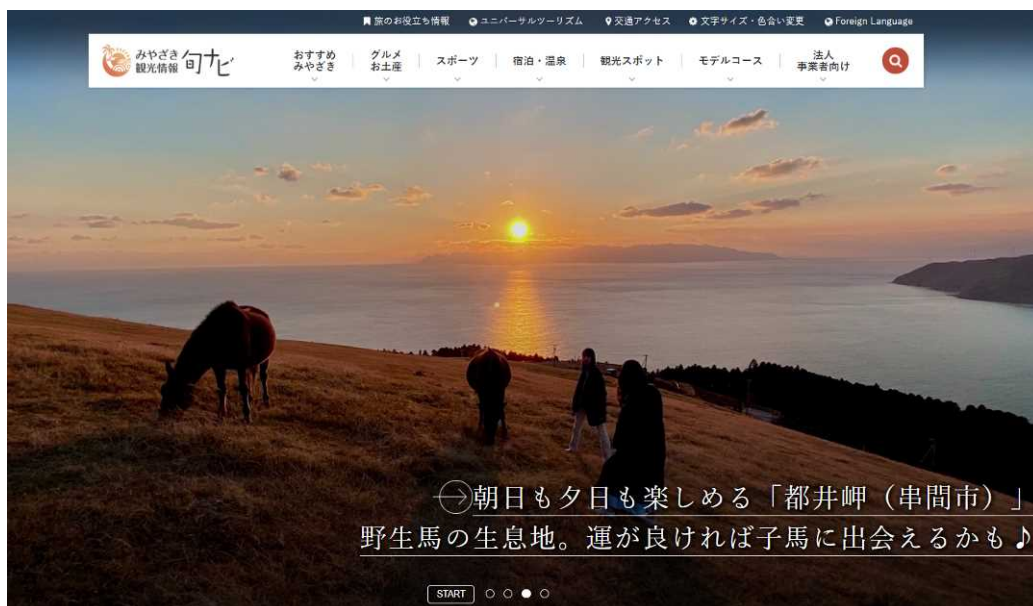 旅のお役立ち情報 ユニバーサルツーリズム 交通アクセス 文字サイズ・色合い変更 Foreign Language
みやざき
観光情報 旬ナビ
おすすめ
みやざき
グルメ
お土産
スポーツ
宿泊・温泉
観光スポット
モデルコース
法人
事業者向け
朝日も夕日も楽しめる「都井岬（串間市）」
野生馬の生息地。運が良ければ子馬に出会えるかも♪
START